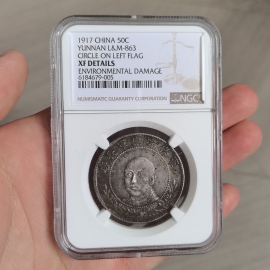 1917 CHINA 50C
YUNNAN L&M-863
CIRCLE ON LEFT FLAG
XF DETAILS
ENVIRONMENTAL DAMAGE
6184679-005
NUMISMATIC GUARANTY CORPORATION
NGC